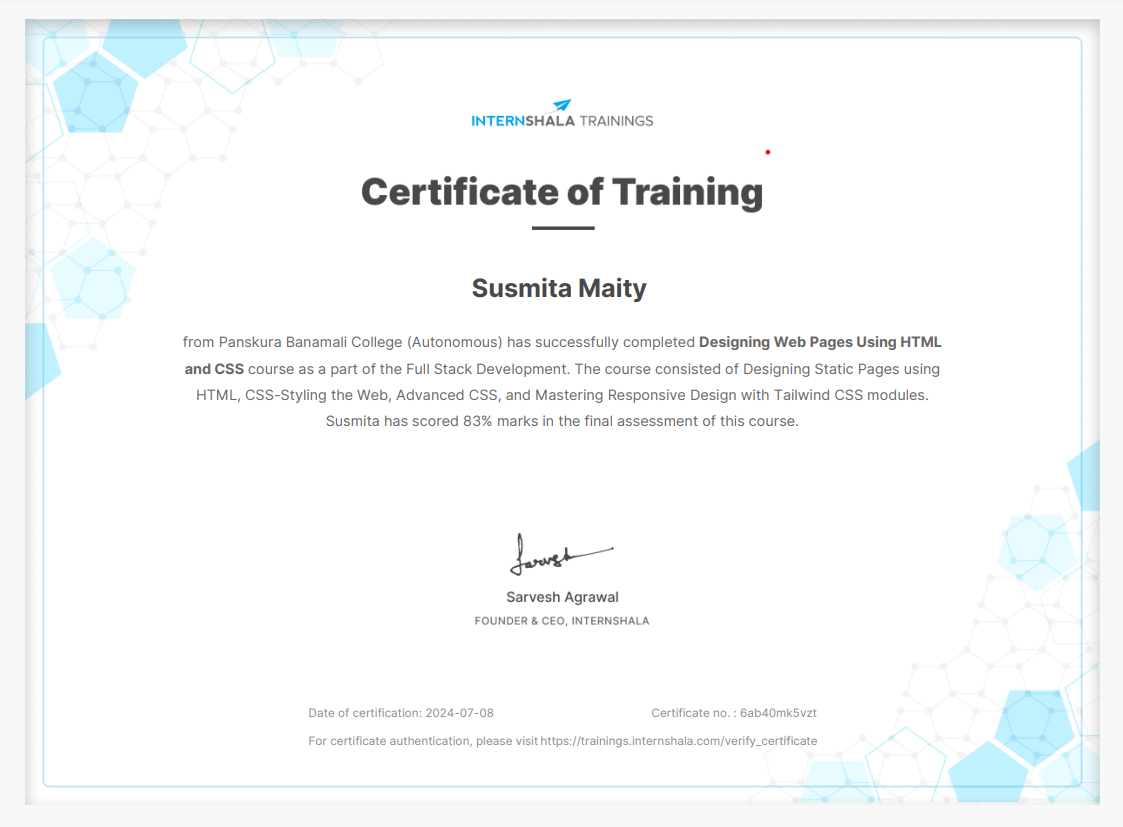 INTERNSHALA TRAININGS
Certificate of Training
Susmita Maity
from Panskura Banamali College (Autonomous) has successfully completed Designing Web Pages Using HTML
and CSS course as a part of the Full Stack Development. The course consisted of Designing Static Pages using
HTML, CSS-Styling the Web, Advanced CSS, and Mastering Responsive Design with Tailwind CSS modules.
Susmita has scored 83% marks in the final assessment of this course.
Sarvesh
Sarvesh Agrawal
FOUNDER & CEO, INTERNSHALA
Date of certification: 2024-07-08 Certificate no. : 6ab40mk5vzt
For certificate authentication, please visit https://trainings.internshala.com/verify_certificate